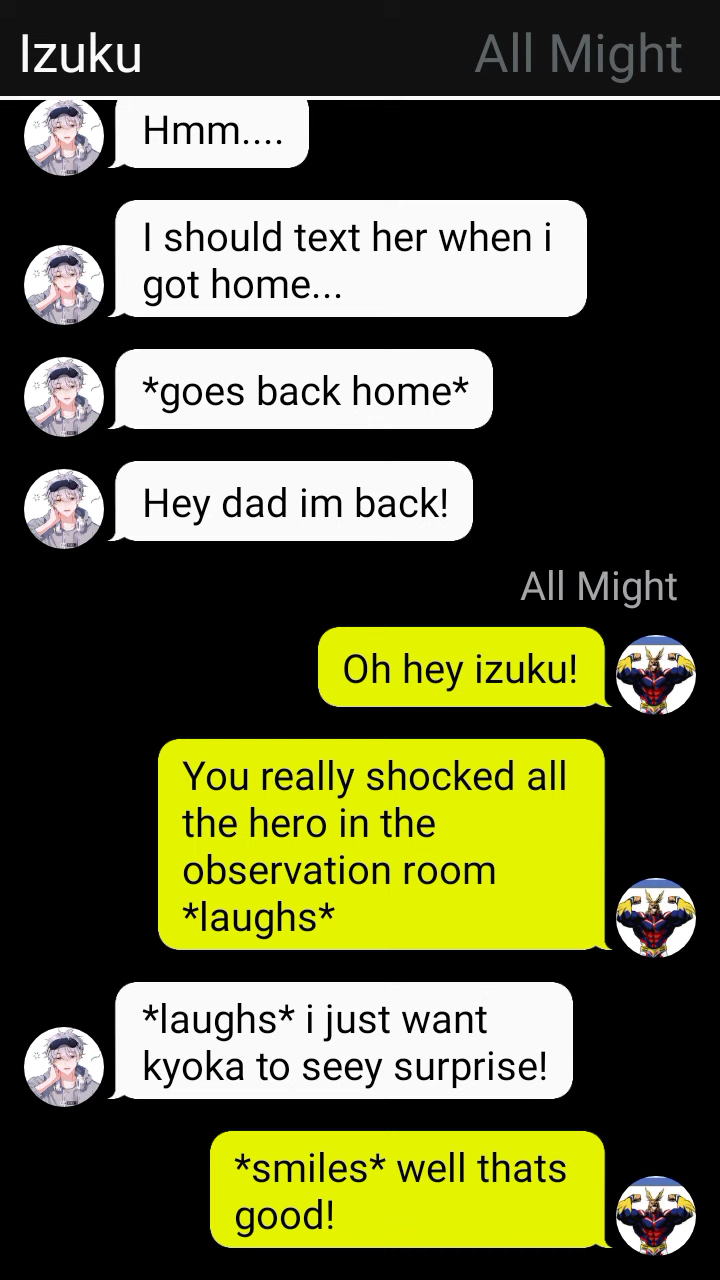 Izuku
All Might
Hmm....
I should text her when i
got home...
*goes back home*
Hey dad im back!
All Might
Oh hey izuku!
You really shocked all
the hero in the
observation room
*laughs*
*laughs* i just want
kyoka to seey surprise!
*smiles* well thats
good!